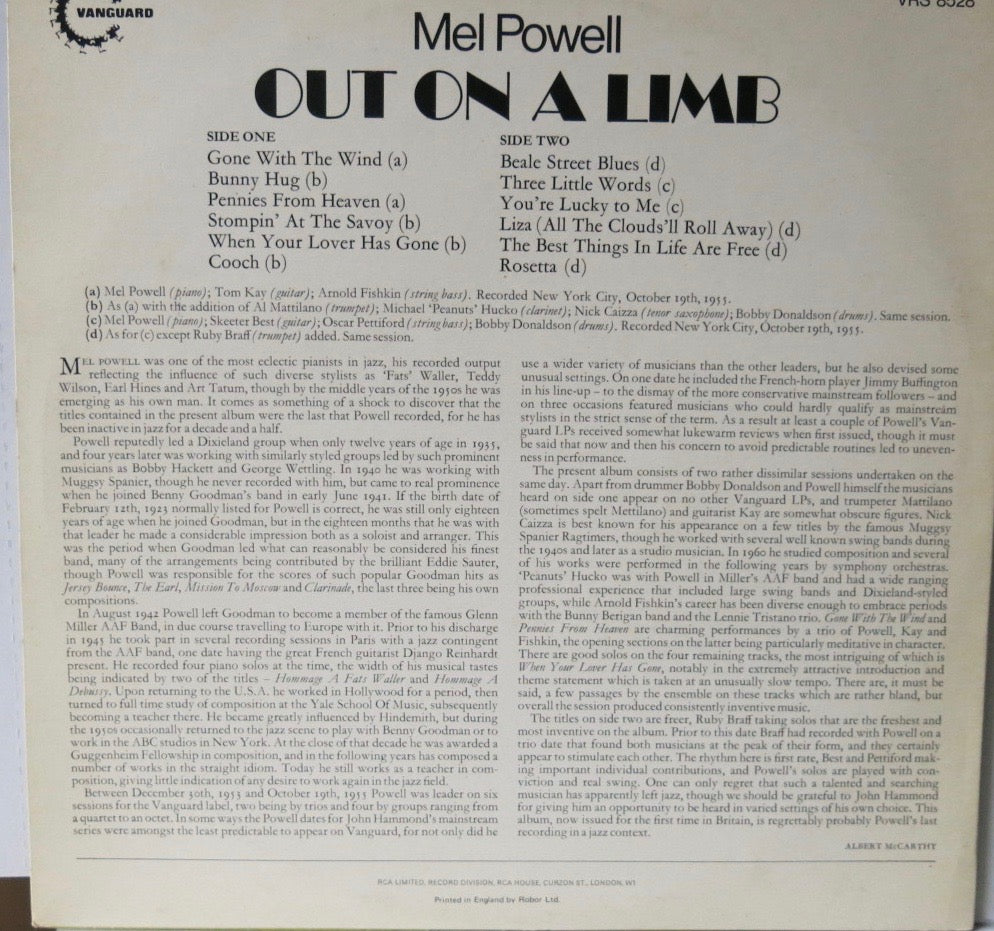 VANGUARD
VRS 8528
Mel Powell
OUT ON A LIMB
SIDE ONE
Gone With The Wind (a)
Bunny Hug (b)
Pennies From Heaven (a)
Stompin' At The Savoy (b)
When Your Lover Has Gone (b)
Cooch (b)
SIDE TWO
Beale Street Blues (d)
Three Little Words (c)
You're Lucky to Me (c)
Liza (All The Clouds'll Roll Away) (d)
The Best Things In Life Are Free (d)
Rosetta (d)
(a) Mel Powell (piano); Tom Kay (guitar); Arnold Fishkin (string bass). Recorded New York City, October 19th, 1955.
(b) As (a) with the addition of Al Mattilano (trumpet); Michael 'Peanuts' Hucko (clarinet); Nick Caizza (tenor saxophone); Bobby Donaldson (drums). Same session.
(c) Mel Powell (piano); Skeeter Best (guitar); Oscar Pettiford (string bass); Bobby Donaldson (drums). Recorded New York City, October 19th, 1955.
(d) As for (c) except Ruby Braff (trumpet) added. Same session.
MEL POWELL was one of the most eclectic pianists in jazz, his recorded output
reflecting the influence of such diverse stylists as 'Fats' Waller, Teddy
Wilson, Earl Hines and Art Tatum, though by the middle years of the 1950s he was
emerging as his own man. It comes as something of a shock to discover that the
titles contained in the present album were the last that Powell recorded, for he has
been inactive in jazz for a decade and a half.
Powell reputedly led a Dixieland group when only twelve years of age in 1935,
and four years later was working with similarly styled groups led by such prominent
musicians as Bobby Hackett and George Wettling. In 1940 he was working with
Muggsy Spanier, though he never recorded with him, but came to real prominence
when he joined Benny Goodman's band in early June 1941. If the birth date of
February 12th, 1923 normally listed for Powell is correct, he was still only eighteen
years of age when he joined Goodman, but in the eighteen months that he was with
that leader he made a considerable impression both as a soloist and arranger. This
was the period when Goodman led what can reasonably be considered his finest
band, many of the arrangements being contributed by the brilliant Eddie Sauter,
though Powell was responsible for the scores of such popular Goodman hits as
Jersey Bounce, The Earl, Mission To Moscow and Clarinade, the last three being his own
compositions.
In August 1942 Powell left Goodman to become a member of the famous Glenn
Miller AAF Band, in due course travelling to Europe with it. Prior to his discharge
in 1945 he took part in several recording sessions in Paris with a jazz contingent
from the AAF band, one date having the great French guitarist Django Reinhardt
present. He recorded four piano solos at the time, the width of his musical tastes
being indicated by two of the titles – Hommage A Fats Waller and Hommage A
Debussy. Upon returning to the U.S.A. he worked in Hollywood for a period, then
turned to full time study of composition at the Yale School Of Music, subsequently
becoming a teacher there. He became greatly influenced by Hindemith, but during
the 1950s occasionally returned to the jazz scene to play with Benny Goodman or to
work in the ABC studios in New York. At the close of that decade he was awarded a
Guggenheim Fellowship in composition, and in the following years has composed a
number of works in the straight idiom. Today he still works as a teacher in com-
position, giving little indication of any desire to work again in the jazz field.
Between December 30th, 1953 and October 19th, 1955 Powell was leader on six
sessions for the Vanguard label, two being by trios and four by groups ranging from
a quartet to an octet. In some ways the Powell dates for John Hammond's mainstream
series were amongst the least predictable to appear on Vanguard, for not only did he
use a wider variety of musicians than the other leaders, but he also devised some
unusual settings. On one date he included the French-horn player Jimmy Buffington
in his line-up – to the dismay of the more conservative mainstream followers – and
on three occasions featured musicians who could hardly qualify as mainstream
stylists in the strict sense of the term. As a result at least a couple of Powell's Van-
guard LPs received somewhat lukewarm reviews when first issued, though it must
be said that now and then his concern to avoid predictable routines led to uneven-
ness in performance.
The present album consists of two rather dissimilar sessions undertaken on the
same day. Apart from drummer Bobby Donaldson and Powell himself the musicians
heard on side one appear on no other Vanguard LPs, and trumpeter Mattilano
(sometimes spelt Mettilano) and guitarist Kay are somewhat obscure figures. Nick
Caizza is best known for his appearance on a few titles by the famous Muggsy
Spanier Ragtimers, though he worked with several well known swing bands during
the 1940s and later as a studio musician. In 1960 he studied composition and several
of his works were performed in the following years by symphony orchestras.
'Peanuts' Hucko was with Powell in Miller's AAF band and had a wide ranging
professional experience that included large swing bands and Dixieland-styled
groups, while Arnold Fishkin's career has been diverse enough to embrace periods
with the Bunny Berigan band and the Lennie Tristano trio. Gone With The Wind and
Pennies From Heaven are charming performances by a trio of Powell, Kay and
Fishkin, the opening sections on the latter being particularly meditative in character.
There are good solos on the four remaining tracks, the most intriguing of which is
When Your Lover Has Gone, notably in the extremely attractive introduction and
theme statement which is taken at an unusually slow tempo. There are, it must be
said, a few passages by the ensemble on these tracks which are rather bland, but
overall the session produced consistently inventive music.
The titles on side two are freer, Ruby Braff taking solos that are the freshest and
most inventive on the album. Prior to this date Braff had recorded with Powell on a
trio date that found both musicians at the peak of their form, and they certainly
appear to stimulate each other. The rhythm here is first rate, Best and Pettiford mak-
ing important individual contributions, and Powell's solos are played with con-
viction and real swing. One can only regret that such a talented and searching
musician has apparently left jazz, though we should be grateful to John Hammond
for giving him an opportunity to be heard in varied settings of his own choice. This
album, now issued for the first time in Britain, is regrettably probably Powell's last
recording in a jazz context.
ALBERT McCARTHY
RCA LIMITED, RECORD DIVISION, RCA HOUSE, CURZON ST., LONDON, W1
Printed in England by Robor Ltd.